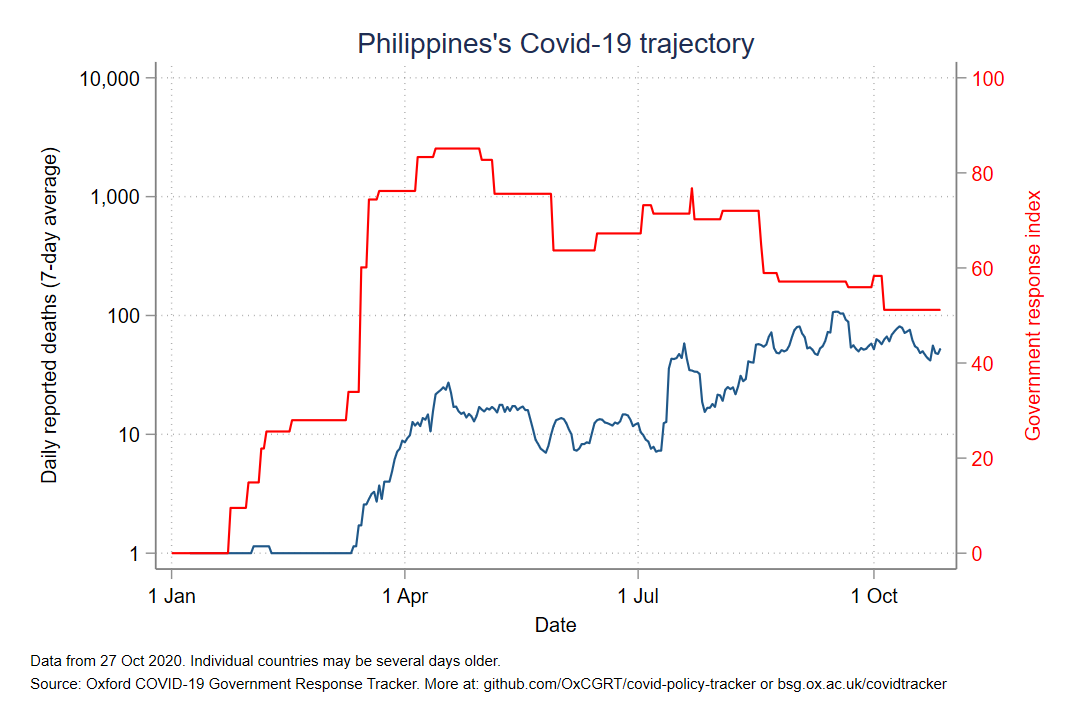 Philippines's Covid-19 trajectory
10,000
1,000
100
10
1
Daily reported deaths (7-day average)
100
80
60
40
20
0
Government response index
1 Jan
1 Apr
1 Jul
1 Oct
Date
Data from 27 Oct 2020. Individual countries may be several days older.
Source: Oxford COVID-19 Government Response Tracker. More at: github.com/OxCGRT/covid-policy-tracker or bsg.ox.ac.uk/covidtracker